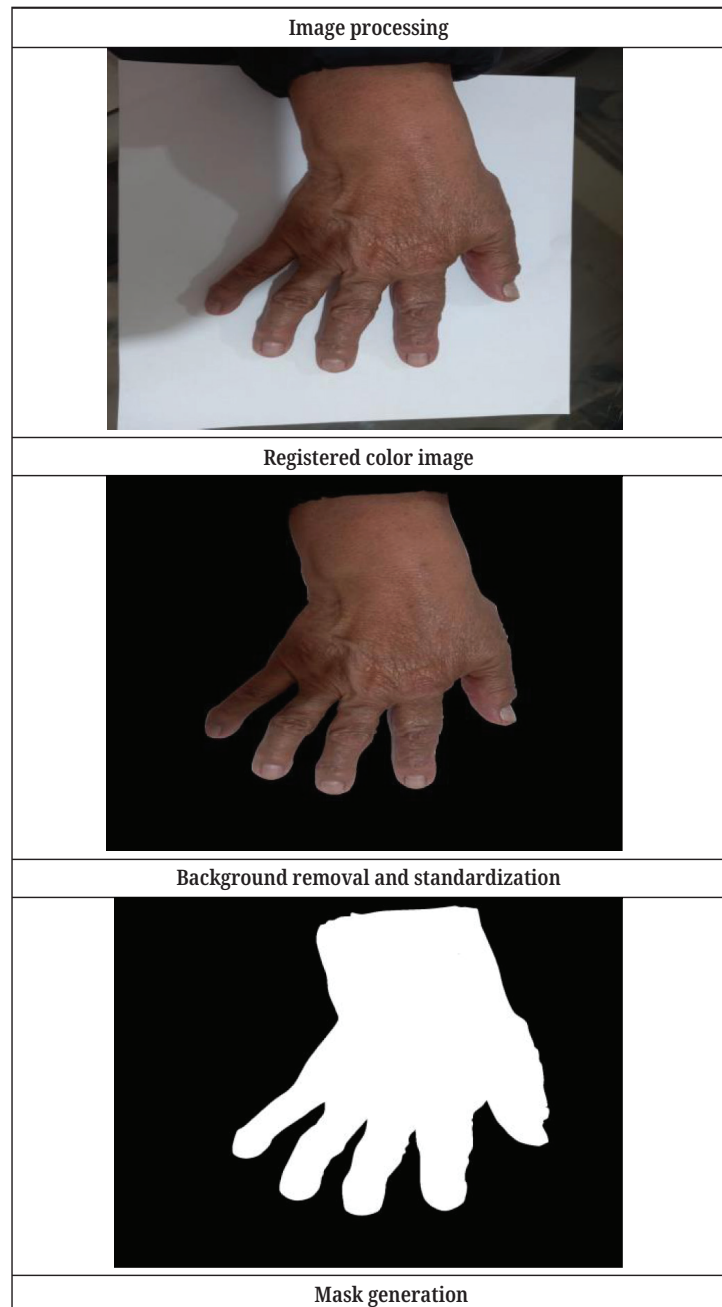 Image processing
Registered color image
Background removal and standardization
Mask generation